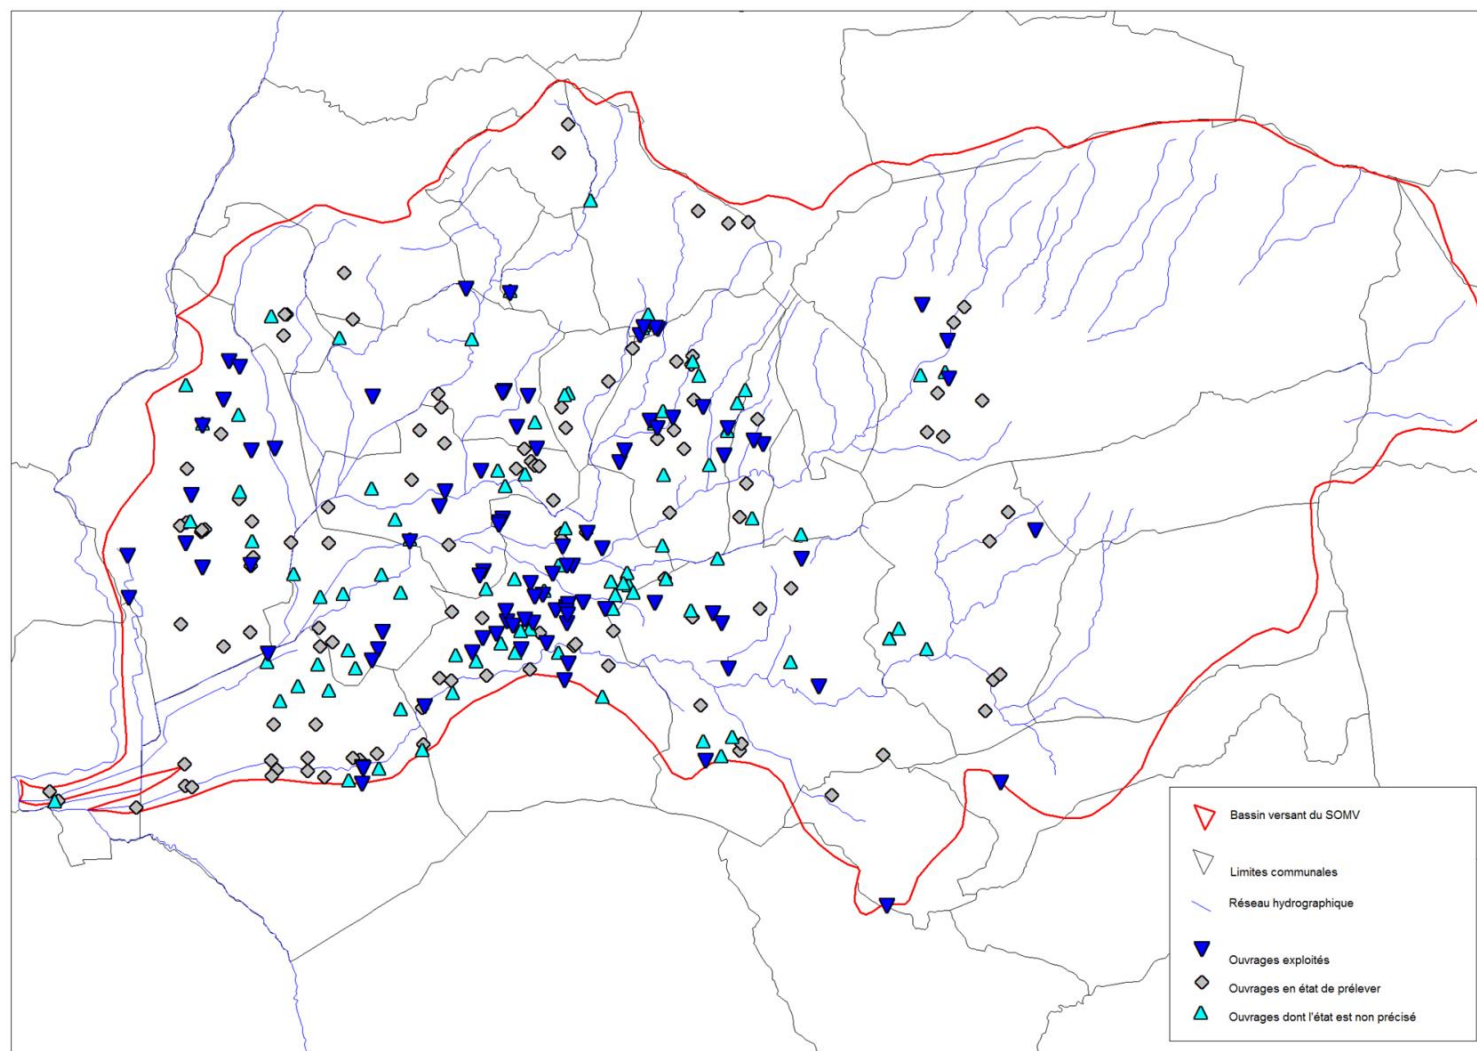 Bassin versant du SOMV
Limites communales
Réseau hydrographique
Ouvrages exploités
Ouvrages en état de prélever
Ouvrages dont l'état est non précisé